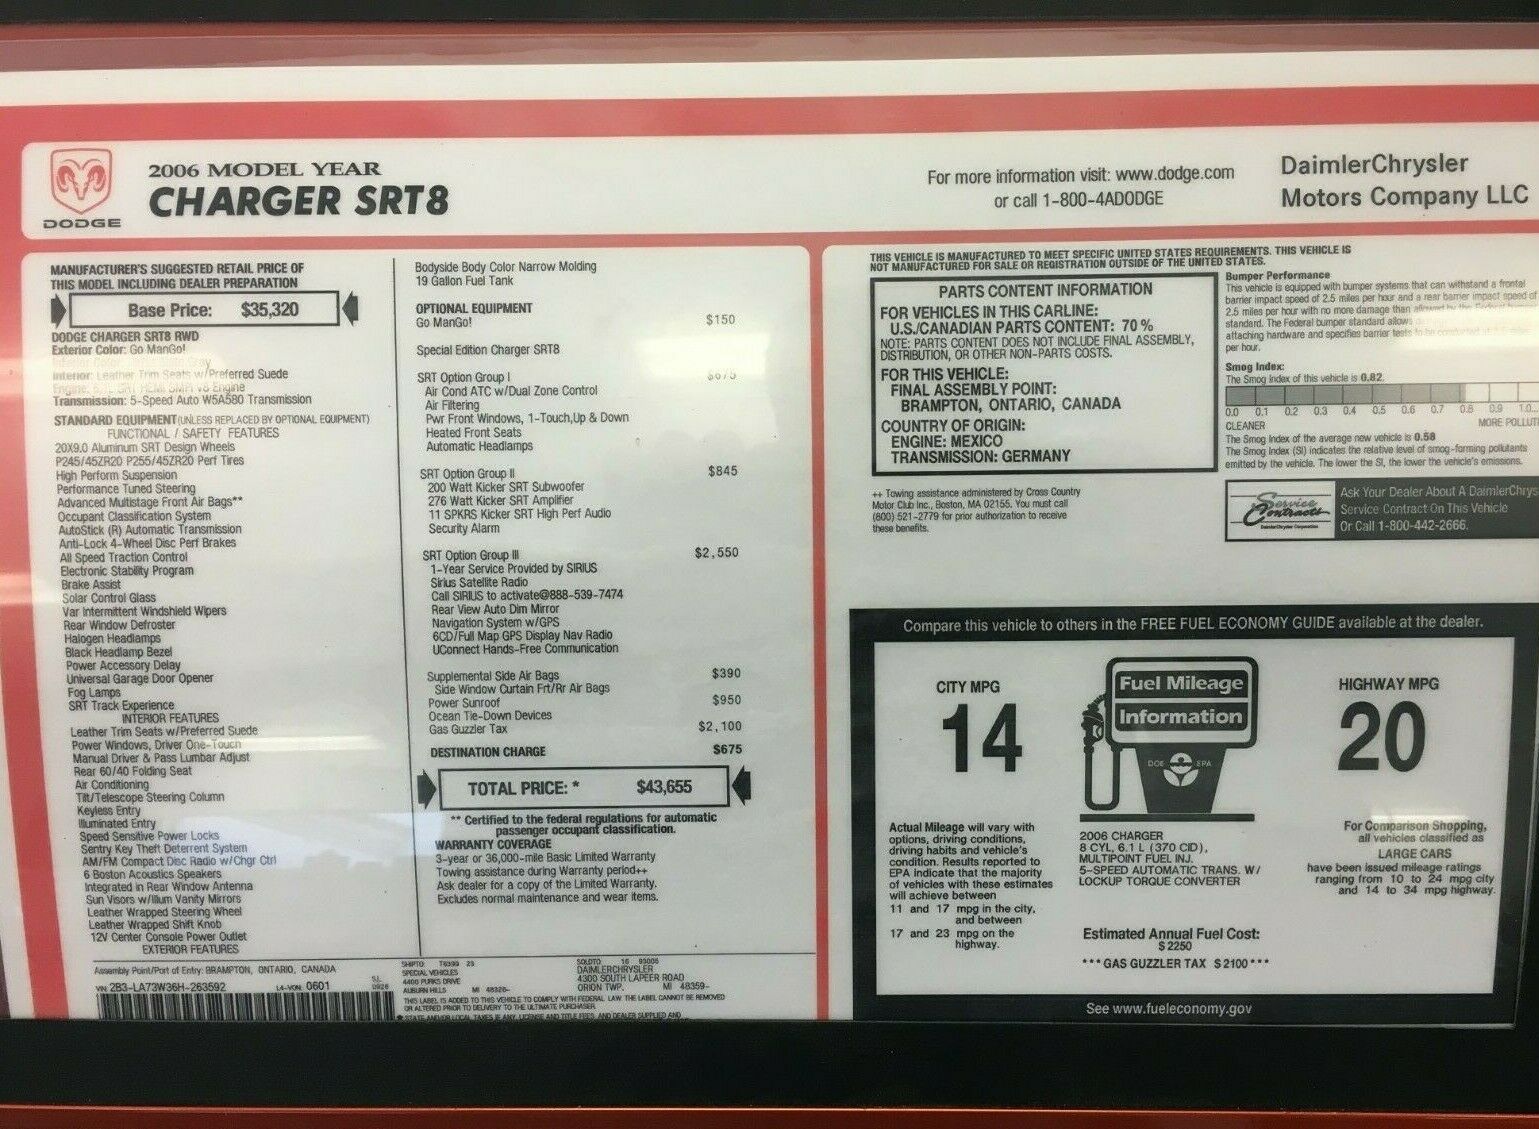 DODGE
2006 MODEL YEAR
CHARGER SRT8
For more information visit: www.dodge.com
or call 1-800-4ADODGE
DaimlerChrysler
Motors Company LLC
MANUFACTURER'S SUGGESTED RETAIL PRICE OF
THIS MODEL INCLUDING DEALER PREPARATION
Base Price: $35,320
DODGE CHARGER SRT8 RWD
Exterior Color: Go ManGo!
Interior: Leather Trim Seats w/Preferred Suede
Engine: 6.1L SRT HEMI SMPI V8 Engine
Transmission: 5-Speed Auto W5A580 Transmission
STANDARD EQUIPMENT (UNLESS REPLACED BY OPTIONAL EQUIPMENT)
FUNCTIONAL / SAFETY FEATURES
20X9.0 Aluminum SRT Design Wheels
P245/45ZR20 P255/45ZR20 Perf Tires
High Perform Suspension
Performance Tuned Steering
Advanced Multistage Front Air Bags**
Occupant Classification System
AutoStick (R) Automatic Transmission
Anti-Lock 4-Wheel Disc Perf Brakes
All Speed Traction Control
Electronic Stability Program
Brake Assist
Solar Control Glass
Var Intermittent Windshield Wipers
Rear Window Defroster
Halogen Headlamps
Black Headlamp Bezel
Power Accessory Delay
Universal Garage Door Opener
Fog Lamps
SRT Track Experience
INTERIOR FEATURES
Leather Trim Seats w/Preferred Suede
Power Windows, Driver One-Touch
Manual Driver & Pass Lumbar Adjust
Rear 60/40 Folding Seat
Air Conditioning
Tilt/Telescope Steering Column
Keyless Entry
Illuminated Entry
Speed Sensitive Power Locks
Sentry Key Theft Deterrent System
AM/FM Compact Disc Radio w/Chgr Ctrl
6 Boston Acoustics Speakers
Integrated in Rear Window Antenna
Sun Visors w/Illum Vanity Mirrors
Leather Wrapped Steering Wheel
Leather Wrapped Shift Knob
12V Center Console Power Outlet
EXTERIOR FEATURES
Bodyside Body Color Narrow Molding
19 Gallon Fuel Tank
OPTIONAL EQUIPMENT
Go ManGo! $150
Special Edition Charger SRT8
SRT Option Group I $675
Air Cond ATC w/Dual Zone Control
Air Filtering
Pwr Front Windows, 1-Touch,Up & Down
Heated Front Seats
Automatic Headlamps
SRT Option Group II $845
200 Watt Kicker SRT Subwoofer
276 Watt Kicker SRT Amplifier
11 SPKRS Kicker SRT High Perf Audio
Security Alarm
SRT Option Group III $2,550
1-Year Service Provided by SIRIUS
Sirius Satellite Radio
Call SIRIUS to activate@888-539-7474
Rear View Auto Dim Mirror
Navigation System w/GPS
6CD/Full Map GPS Display Nav Radio
UConnect Hands-Free Communication
Supplemental Side Air Bags $390
Side Window Curtain Frt/Rr Air Bags
Power Sunroof $950
Ocean Tie-Down Devices
Gas Guzzler Tax $2,100
DESTINATION CHARGE $675
TOTAL PRICE: * $43,655
** Certified to the federal regulations for automatic
passenger occupant classification.
WARRANTY COVERAGE
3-year or 36,000-mile Basic Limited Warranty
Towing assistance during Warranty period++
Ask dealer for a copy of the Limited Warranty.
Excludes normal maintenance and wear items.
Assembly Point/Port of Entry: BRAMPTON, ONTARIO, CANADA
VIN: 2B3-LA73W36H-263592 L4-VON: 0601
SHIPTO: T6399 23
SPECIAL VEHICLES
AUBURN HILLS MI 48326-
SOLDTO: 16 93005
DAIMLERCHRYSLER
4300 SOUTH LAPEER ROAD
ORION TWP. MI 48359-
THIS LABEL IS ADDED TO THIS VEHICLE TO COMPLY WITH FEDERAL LAW. THE LABEL CANNOT BE REMOVED
OR ALTERED PRIOR TO DELIVERY TO THE ULTIMATE PURCHASER.
* STATE AND/OR LOCAL TAXES IF ANY, LICENSE AND TITLE FEES AND DEALER SUPPLIED AND
THIS VEHICLE IS MANUFACTURED TO MEET SPECIFIC UNITED STATES REQUIREMENTS. THIS VEHICLE IS
NOT MANUFACTURED FOR SALE OR REGISTRATION OUTSIDE OF THE UNITED STATES.
PARTS CONTENT INFORMATION
FOR VEHICLES IN THIS CARLINE:
U.S./CANADIAN PARTS CONTENT: 70 %
NOTE: PARTS CONTENT DOES NOT INCLUDE FINAL ASSEMBLY,
DISTRIBUTION, OR OTHER NON-PARTS COSTS.
FOR THIS VEHICLE:
FINAL ASSEMBLY POINT:
BRAMPTON, ONTARIO, CANADA
COUNTRY OF ORIGIN:
ENGINE: MEXICO
TRANSMISSION: GERMANY
++ Towing assistance administered by Cross Country
Motor Club Inc., Boston, MA 02155. You must call
(800) 521-2779 for prior authorization to receive
these benefits.
Bumper Performance
This vehicle is equipped with bumper systems that can withstand a frontal
barrier impact speed of 2.5 miles per hour and a rear barrier impact speed of
2.5 miles per hour with no more damage than allowed by the Federal
standard. The Federal bumper standard allows
attaching hardware and specifies barrier tests to be conducted at 2.5 miles
per hour.
Smog Index:
The Smog Index of this vehicle is 0.82
0.0 0.1 0.2 0.3 0.4 0.5 0.6 0.7 0.8 0.9 1.0
CLEANER MORE POLLUTI
The Smog Index of the average new vehicle is 0.58
The Smog Index (SI) indicates the relative level of smog-forming pollutants
emitted by the vehicle. The lower the SI, the lower the vehicle's emissions.
Service Contracts
DaimlerChrysler Corporation
Ask Your Dealer About A DaimlerChrys
Service Contract On This Vehicle
Or Call 1-800-442-2666.
Compare this vehicle to others in the FREE FUEL ECONOMY GUIDE available at the dealer.
CITY MPG
14
Fuel Mileage
Information
DOE EPA
HIGHWAY MPG
20
Actual Mileage will vary with
options, driving conditions,
driving habits and vehicle's
condition. Results reported to
EPA indicate that the majority
of vehicles with these estimates
will achieve between
11 and 17 mpg in the city,
and between
17 and 23 mpg on the
highway.
2006 CHARGER
8 CYL, 6.1 L (370 CID),
MULTIPOINT FUEL INJ.
5-SPEED AUTOMATIC TRANS. W/
LOCKUP TORQUE CONVERTER
Estimated Annual Fuel Cost:
$ 2250
*** GAS GUZZLER TAX $ 2100 ***
For Comparison Shopping,
all vehicles classified as
LARGE CARS
have been issued mileage ratings
ranging from 10 to 24 mpg city
and 14 to 34 mpg highway.
See www.fueleconomy.gov